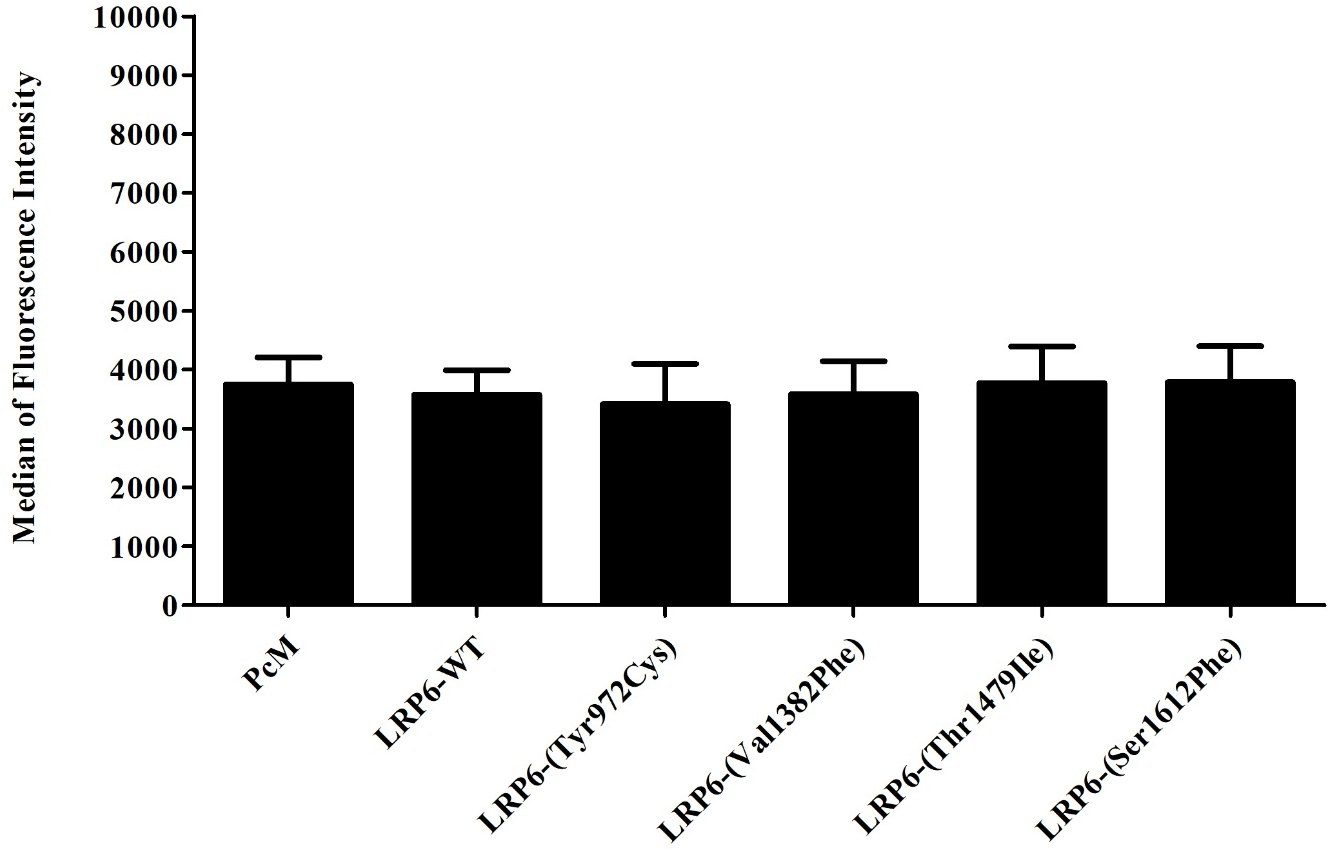 Median of Fluorescence Intensity
10000
9000
8000
7000
6000
5000
4000
3000
2000
1000
0
PcM
LRP6-WT
LRP6-(Tyr972Cys)
LRP6-(Val1382Phe)
LRP6-(Thr1479Ile)
LRP6-(Ser1612Phe)